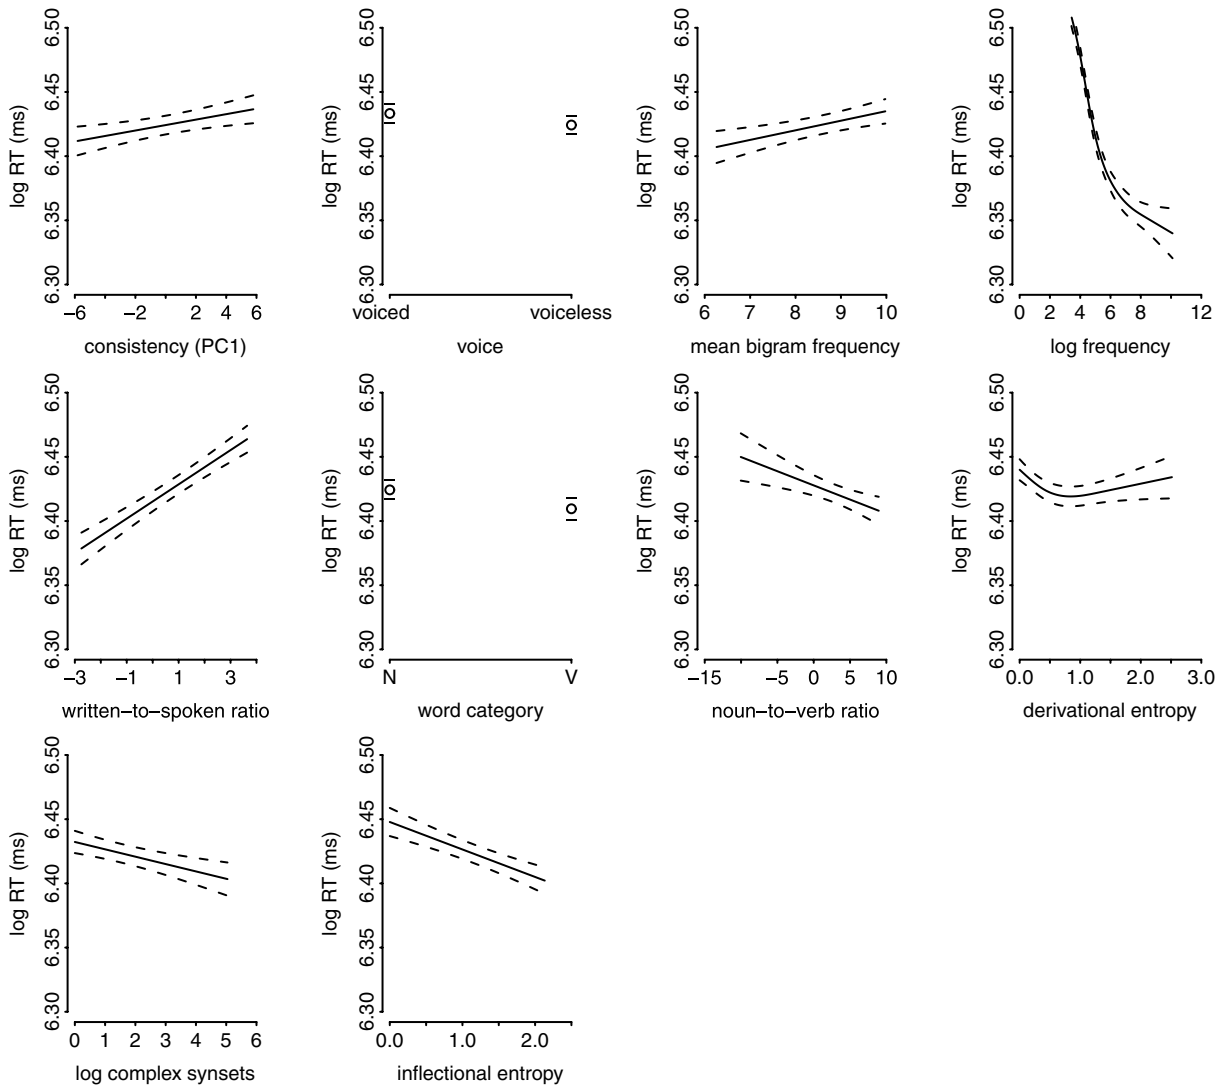 6.30 6.35 6.40 6.45 6.50
log RT (ms)
−6 −2 2 4 6
consistency (PC1)
6.30 6.35 6.40 6.45 6.50
log RT (ms)
voiced voiceless
voice
6.30 6.35 6.40 6.45 6.50
log RT (ms)
6 7 8 9 10
mean bigram frequency
6.30 6.35 6.40 6.45 6.50
log RT (ms)
0 2 4 6 8 12
log frequency
6.30 6.35 6.40 6.45 6.50
log RT (ms)
−3 −1 1 3
written−to−spoken ratio
6.30 6.35 6.40 6.45 6.50
log RT (ms)
N V
word category
6.30 6.35 6.40 6.45 6.50
log RT (ms)
−15 −5 0 5 10
noun−to−verb ratio
6.30 6.35 6.40 6.45 6.50
log RT (ms)
0.0 1.0 2.0 3.0
derivational entropy
6.30 6.35 6.40 6.45 6.50
log RT (ms)
0 1 2 3 4 5 6
log complex synsets
6.30 6.35 6.40 6.45 6.50
log RT (ms)
0.0 1.0 2.0
inflectional entropy